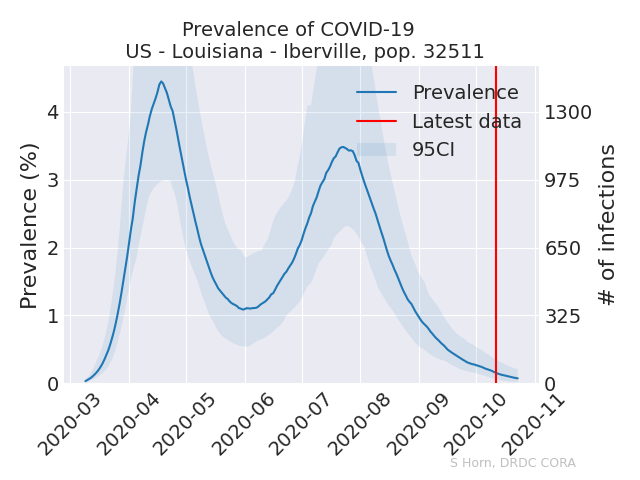 Prevalence of COVID-19
US - Louisiana - Iberville, pop. 32511
Prevalence (%)
4
3
2
1
0
Prevalence
Latest data
95CI
1300
975
650
325
0
# of infections
2020-03
2020-04
2020-05
2020-06
2020-07
2020-08
2020-09
2020-10
2020-11
S Horn, DRDC CORA